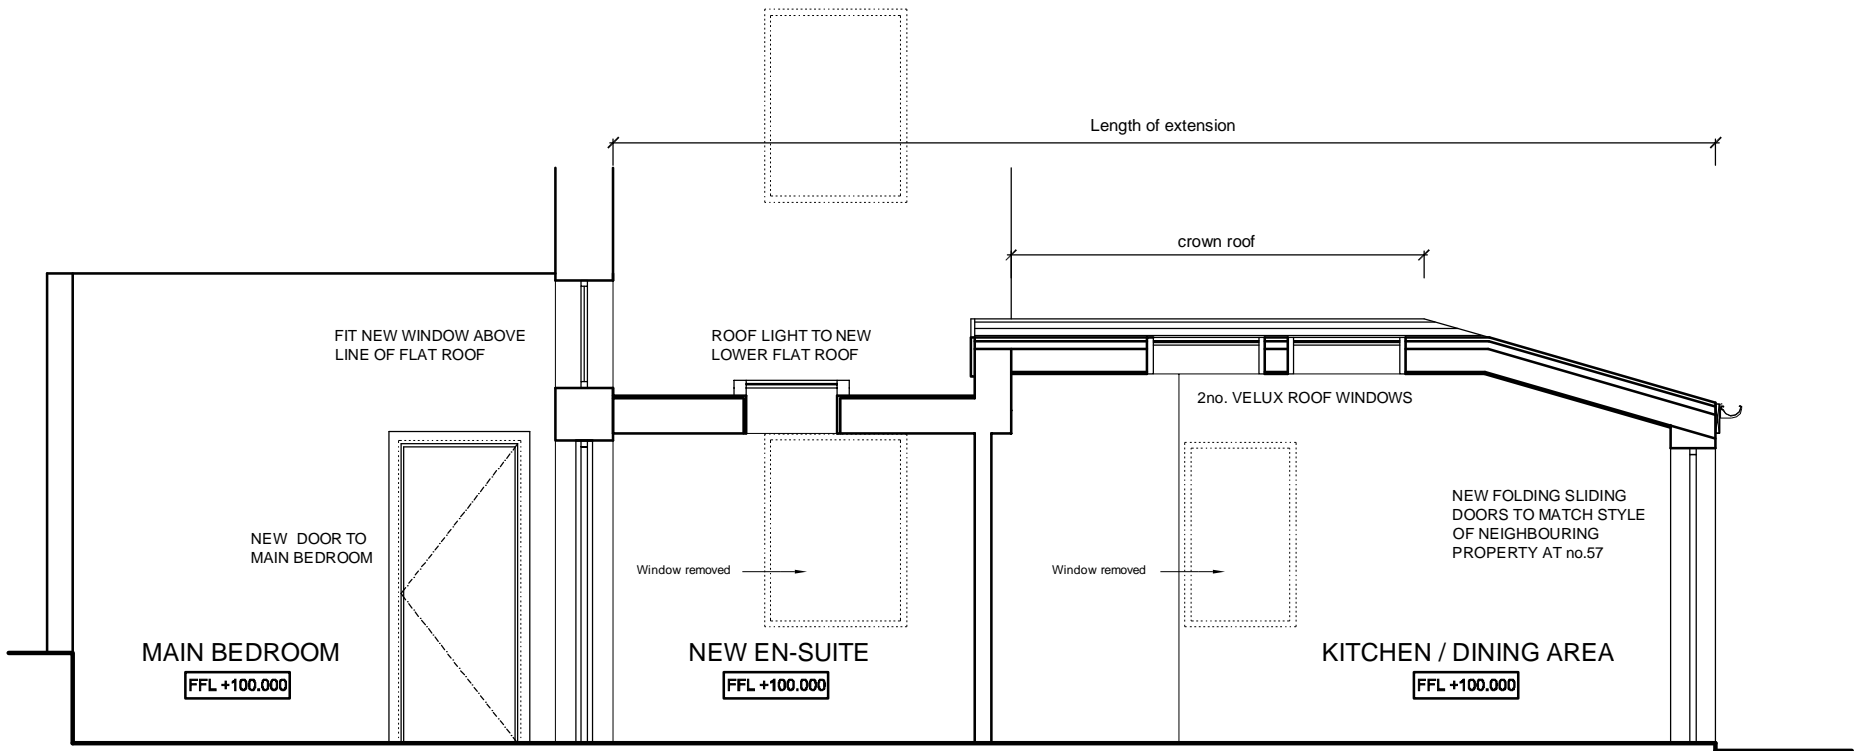 Length of extension
crown roof
FIT NEW WINDOW ABOVE
LINE OF FLAT ROOF
ROOF LIGHT TO NEW
LOWER FLAT ROOF
2no. VELUX ROOF WINDOWS
NEW FOLDING SLIDING
DOORS TO MATCH STYLE
OF NEIGHBOURING
PROPERTY AT no.57
NEW DOOR TO
MAIN BEDROOM
Window removed
Window removed
MAIN BEDROOM
FFL +100.000
NEW EN-SUITE
FFL +100.000
KITCHEN / DINING AREA
FFL +100.000